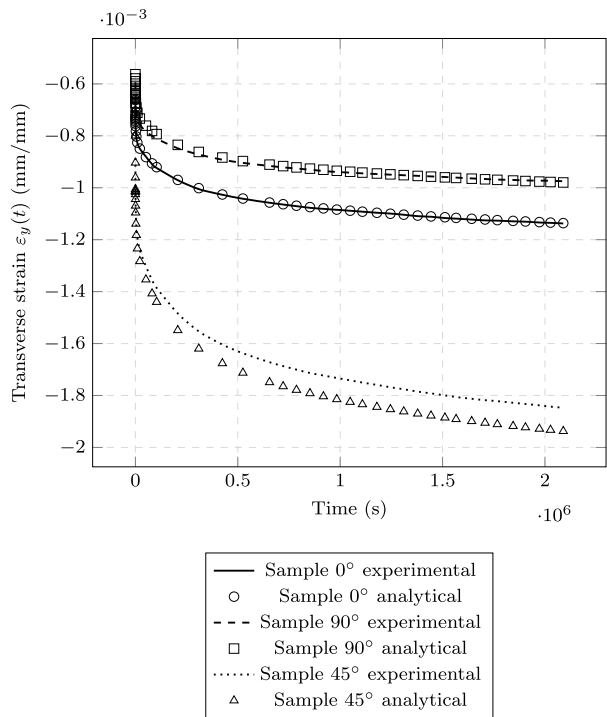 ·10⁻³
−0.6
−0.8
−1
−1.2
−1.4
−1.6
−1.8
−2
Transverse strain εy(t) (mm/mm)
0 0.5 1 1.5 2
Time (s)
·10⁶
Sample 0° experimental
Sample 0° analytical
Sample 90° experimental
Sample 90° analytical
Sample 45° experimental
Sample 45° analytical